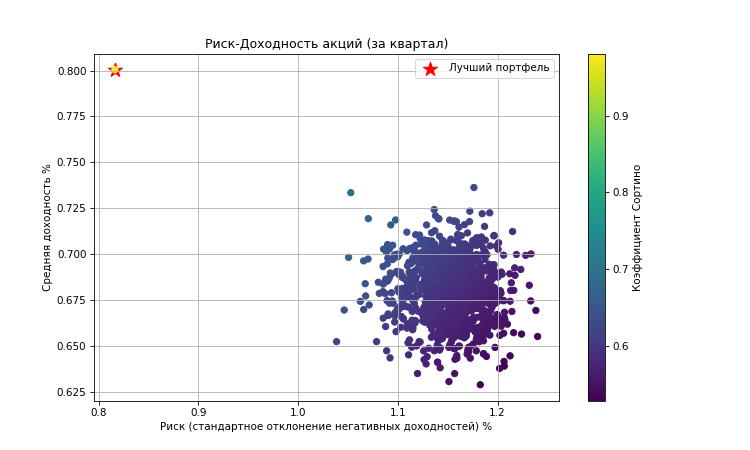 Риск-Доходность акций (за квартал)
Лучший портфель
0.800
0.775
0.750
0.725
0.700
0.675
0.650
0.625
Средняя доходность %
0.8 0.9 1.0 1.1 1.2
Риск (стандартное отклонение негативных доходностей) %
0.9
0.8
0.7
0.6
Коэффициент Сортино